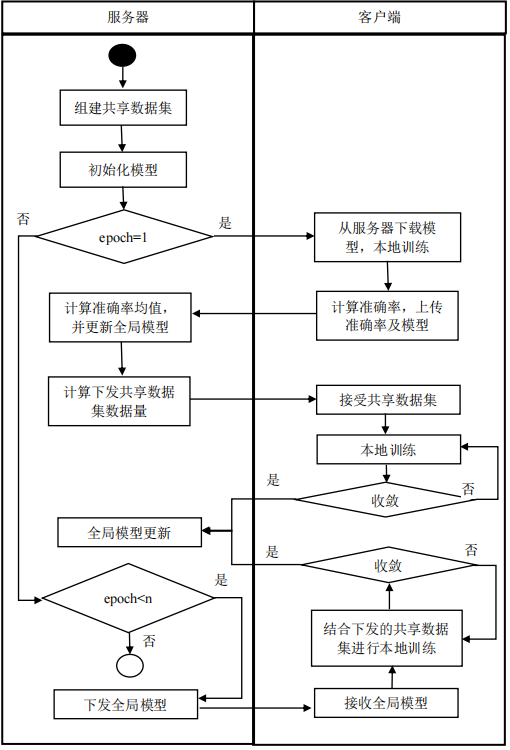 服务器
客户端
组建共享数据集
初始化模型
否
是
epoch=1
从服务器下载模
型，本地训练
计算准确率均值，
并更新全局模型
计算准确率，上传
准确率及模型
计算下发共享数据
集数据量
接受共享数据集
本地训练
是
否
收敛
全局模型更新
是
否
收敛
epoch<n
是
否
结合下发的共享数据
集进行本地训练
下发全局模型
接收全局模型